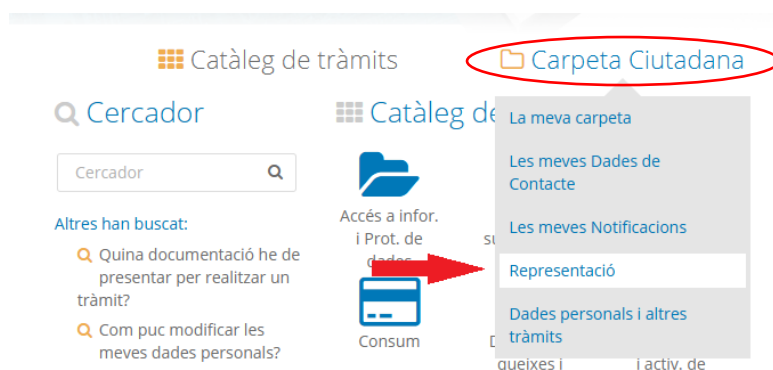 Catàleg de tràmits
Carpeta Ciutadana
Cercador
Cercador
Altres han buscat:
Quina documentació he de
presentar per realitzar un
tràmit?
Com puc modificar les
meves dades personals?
Catàleg de
Accés a infor.
i Prot. de
dades
Consum
queixes i
i activ. de
La meva carpeta
Les meves Dades de
Contacte
Les meves Notificacions
Representació
Dades personals i altres
tràmits